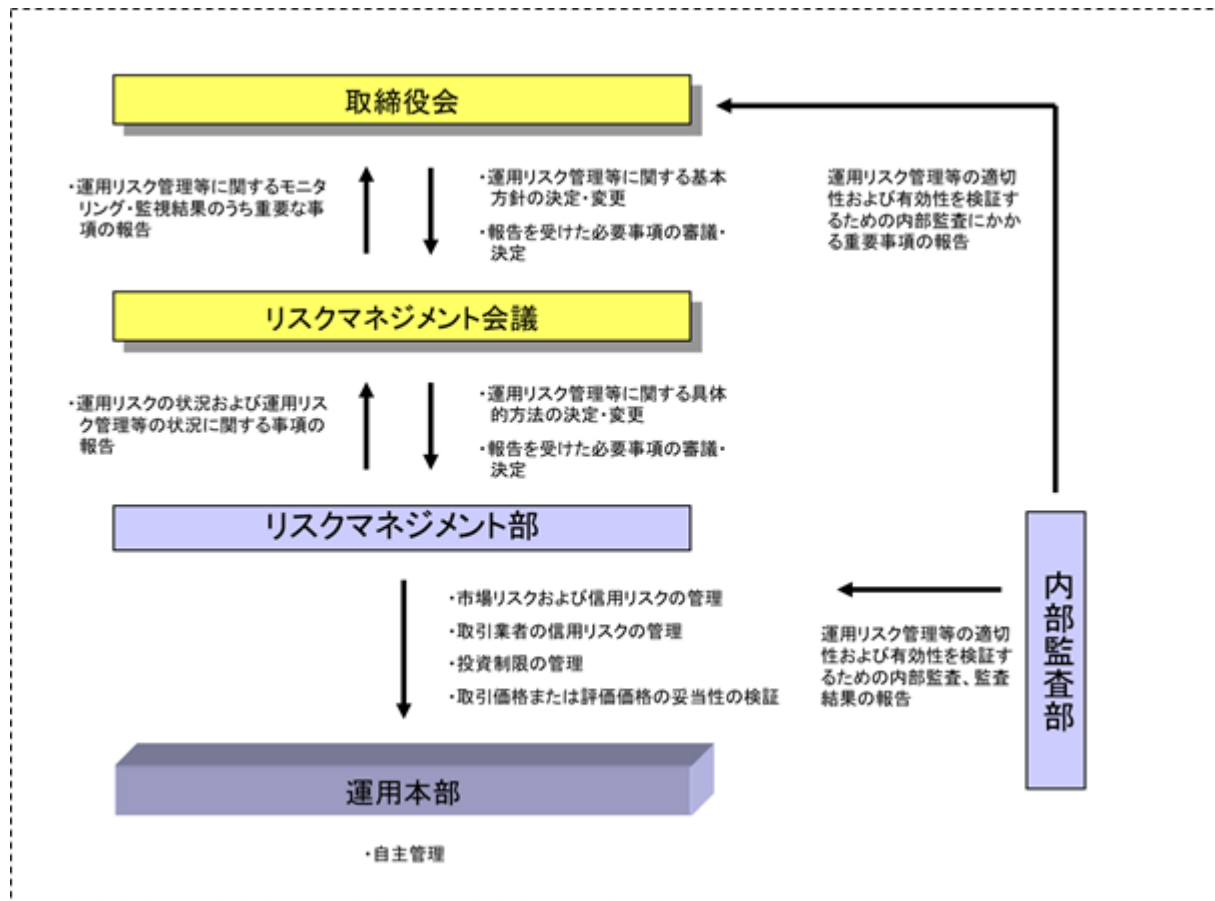 取締役会
・運用リスク管理等に関するモニ
タリング・監視結果のうち重要な事
項の報告
・運用リスク管理等に関する基本
方針の決定・変更
・報告を受けた必要事項の審議・
決定
運用リスク管理等の適切
性および有効性を検証す
るための内部監査にかか
る重要事項の報告
リスクマネジメント会議
・運用リスクの状況および運用リス
ク管理等の状況に関する事項の
報告
・運用リスク管理等に関する具体
的方法の決定・変更
・報告を受けた必要事項の審議・
決定
リスクマネジメント部
・市場リスクおよび信用リスクの管理
・取引業者の信用リスクの管理
・投資制限の管理
・取引価格または評価価格の妥当性の検証
運用リスク管理等の適切
性および有効性を検証す
るための内部監査、監査
結果の報告
内部監査部
運用本部
・自主管理